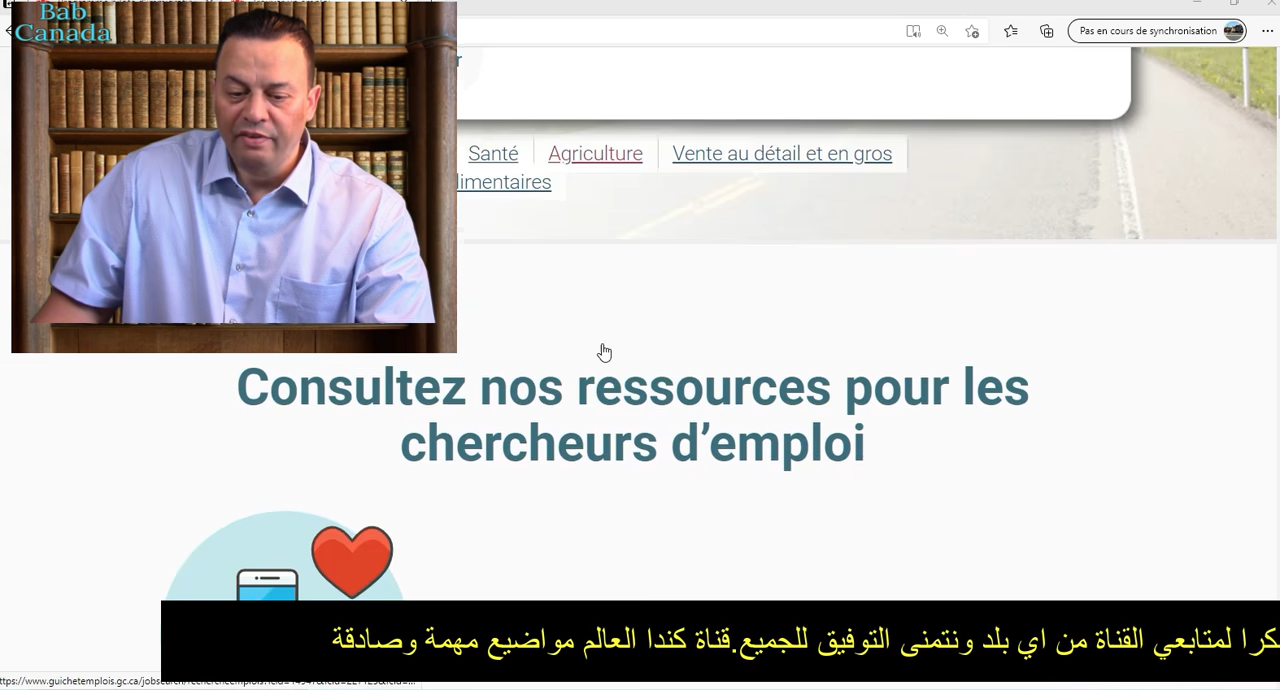 Bab
Canada
Pas en cours de synchronisation
Santé
Agriculture
Vente au détail et en gros
limentaires
Consultez nos ressources pour les
chercheurs d’emploi
كرا لمتابعي القناة من اي بلد ونتمنى التوفيق للجميع.قناة كندا العالم مواضيع مهمة وصادقة